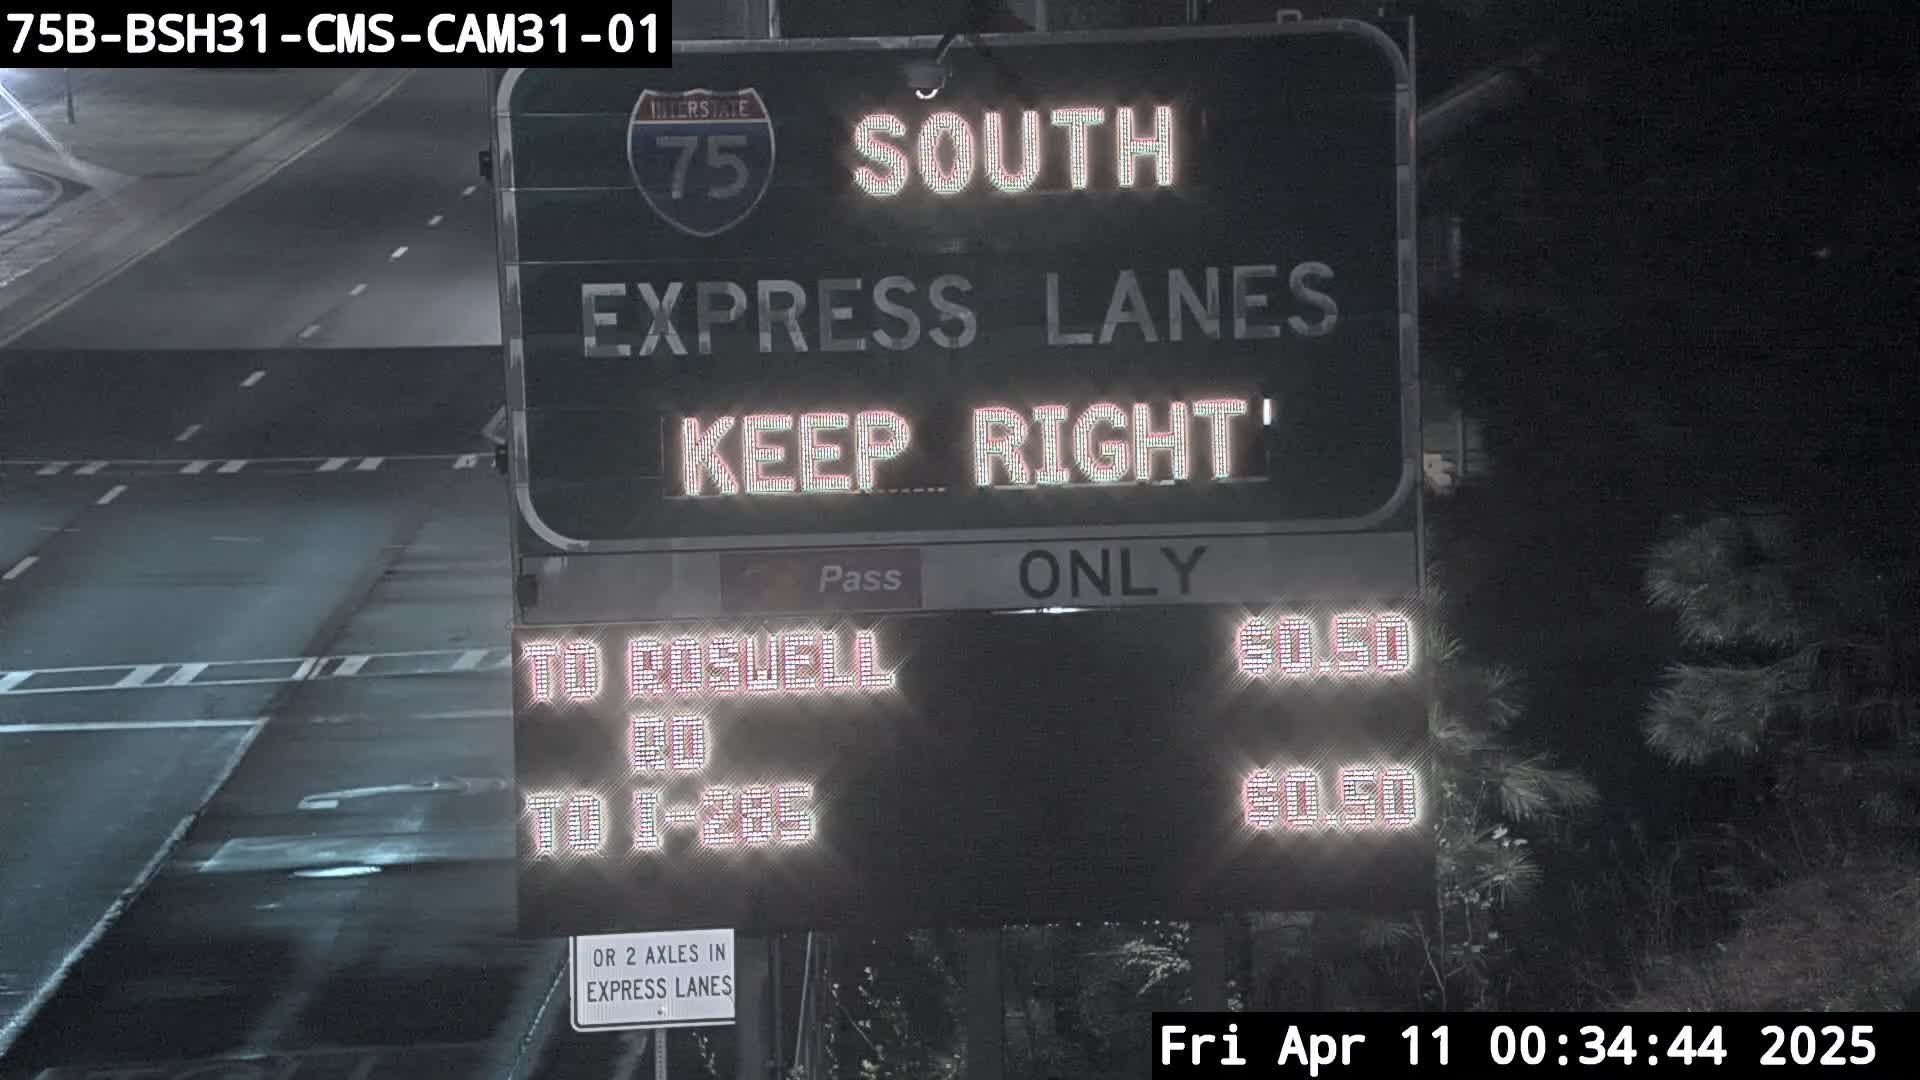 75B-BSH31-CMS-CAM31-01
INTERSTATE
75
SOUTH
EXPRESS LANES
KEEP RIGHT
Pass ONLY
TO ROSWELL $0.50
RD
TO I-285 $0.50
OR 2 AXLES IN
EXPRESS LANES
Fri Apr 11 00:34:44 2025